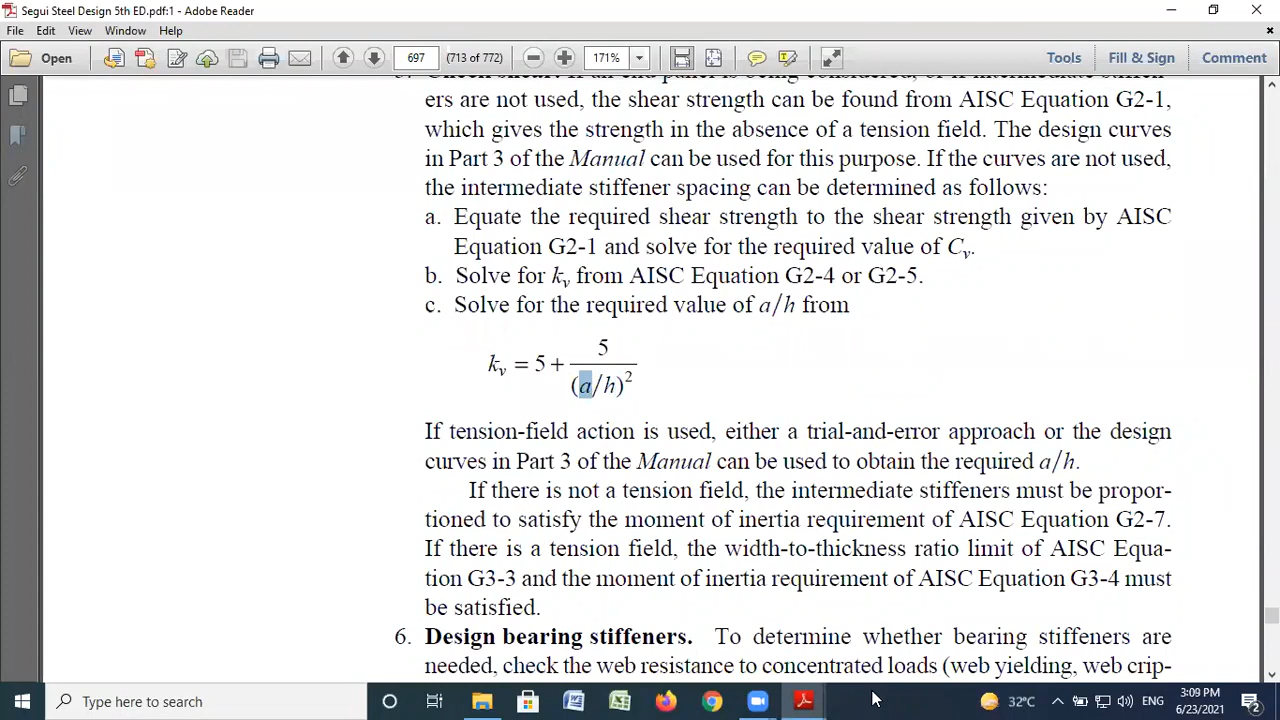 Segui Steel Design 5th ED.pdf:1 - Adobe Reader
File Edit View Window Help
Open 697 (713 of 772) 171% Tools Fill & Sign Comment
ers are not used, the shear strength can be found from AISC Equation G2-1,
which gives the strength in the absence of a tension field. The design curves
in Part 3 of the Manual can be used for this purpose. If the curves are not used,
the intermediate stiffener spacing can be determined as follows:
a. Equate the required shear strength to the shear strength given by AISC
Equation G2-1 and solve for the required value of Cv.
b. Solve for kv from AISC Equation G2-4 or G2-5.
c. Solve for the required value of a/h from
kv = 5 + 5/(a/h)²
If tension-field action is used, either a trial-and-error approach or the design
curves in Part 3 of the Manual can be used to obtain the required a/h.
If there is not a tension field, the intermediate stiffeners must be propor-
tioned to satisfy the moment of inertia requirement of AISC Equation G2-7.
If there is a tension field, the width-to-thickness ratio limit of AISC Equa-
tion G3-3 and the moment of inertia requirement of AISC Equation G3-4 must
be satisfied.
6. Design bearing stiffeners. To determine whether bearing stiffeners are
needed, check the web resistance to concentrated loads (web yielding, web crip-
Type here to search 32°C ENG 3:09 PM
6/23/2021 2